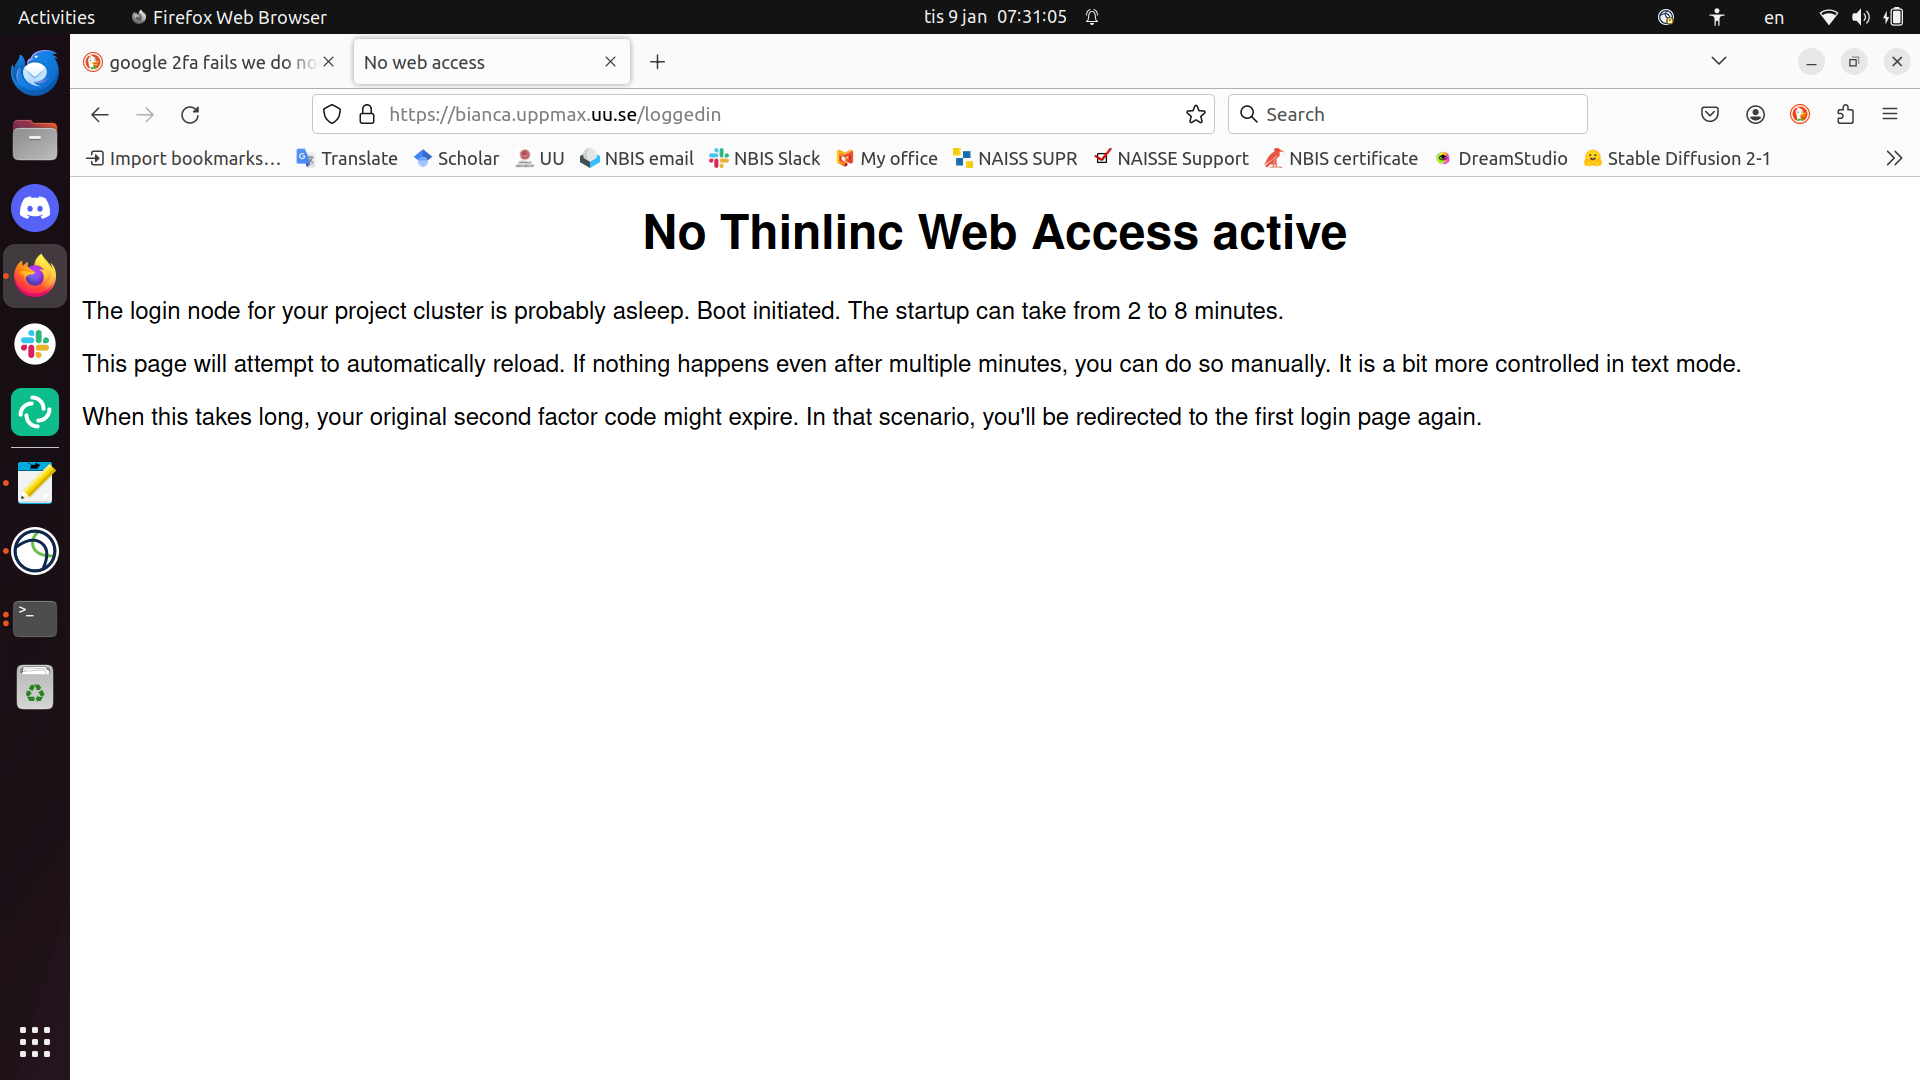 Activities Firefox Web Browser tis 9 jan 07:31:05 en
google 2fa fails we do no No web access
https://bianca.uppmax.uu.se/loggedin Search
Import bookmarks... Translate Scholar UU NBIS email NBIS Slack My office NAISS SUPR NAISSE Support NBIS certificate DreamStudio Stable Diffusion 2-1
No Thinlinc Web Access active
The login node for your project cluster is probably asleep. Boot initiated. The startup can take from 2 to 8 minutes.
This page will attempt to automatically reload. If nothing happens even after multiple minutes, you can do so manually. It is a bit more controlled in text mode.
When this takes long, your original second factor code might expire. In that scenario, you'll be redirected to the first login page again.